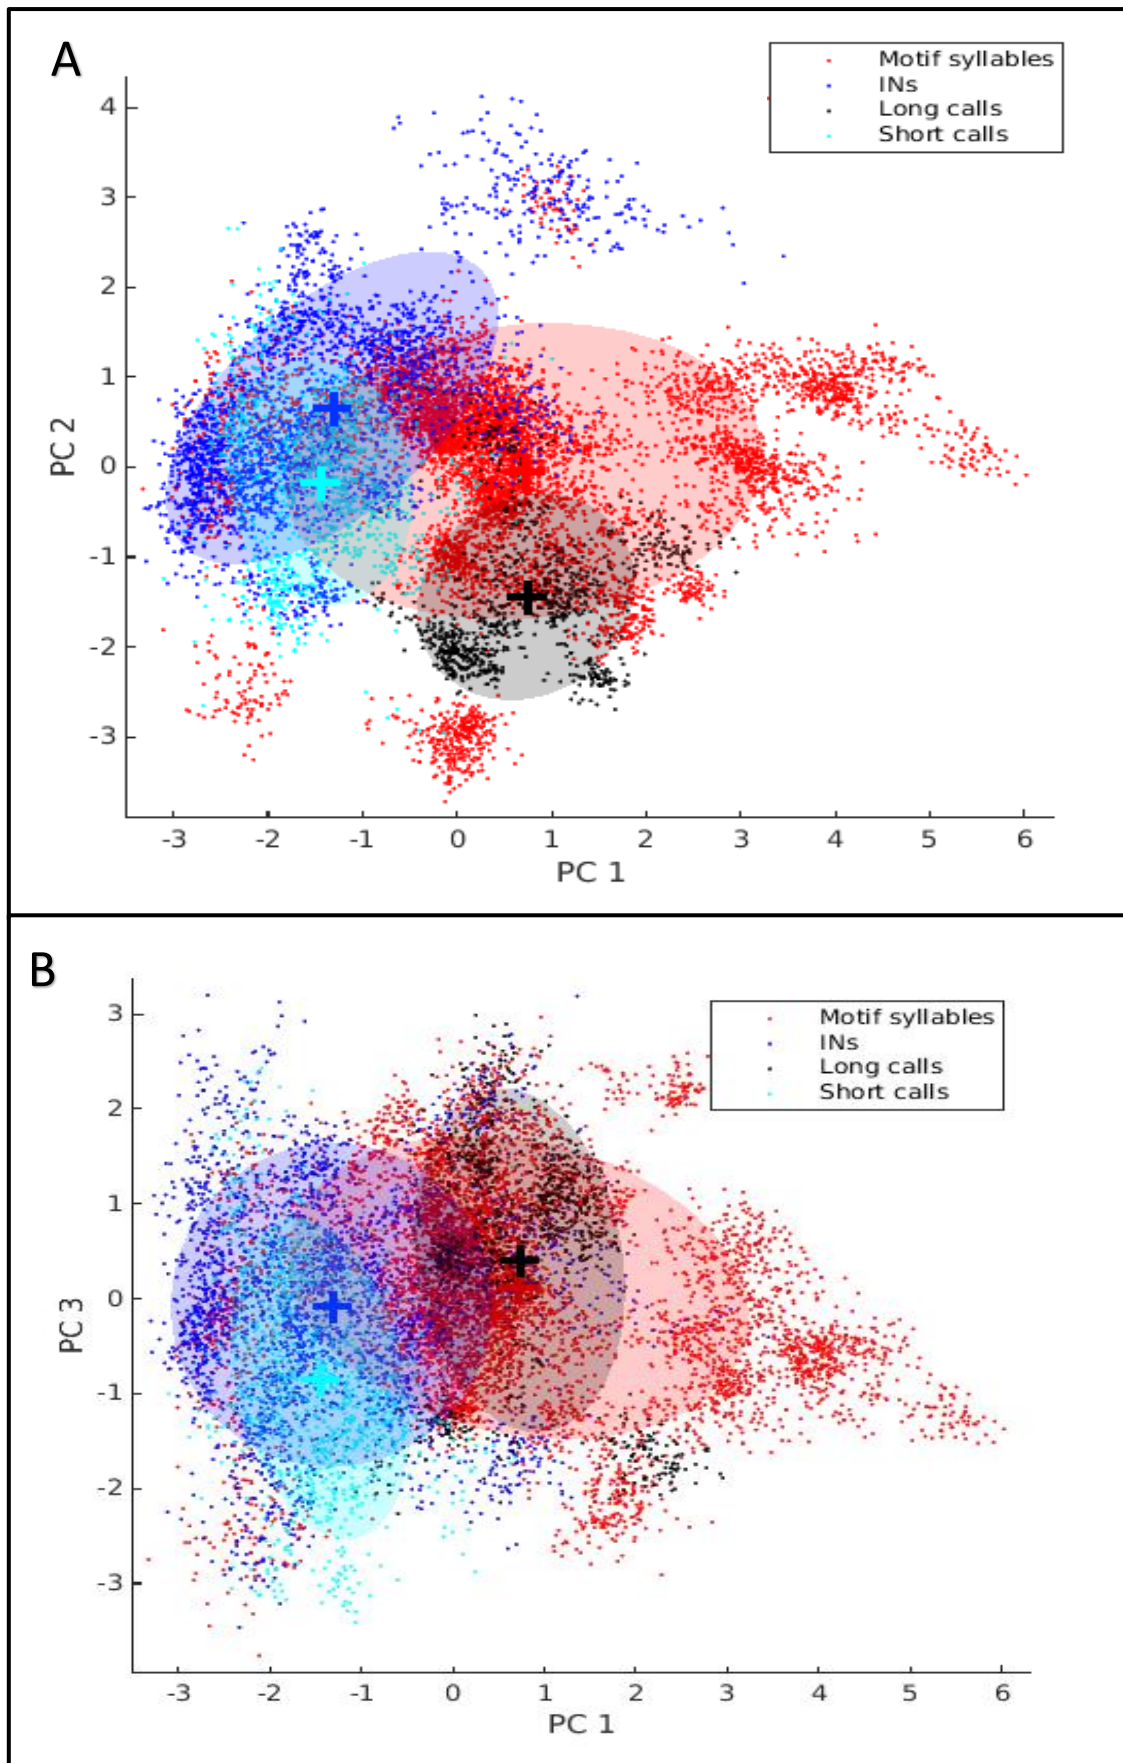 A
Motif syllables
INs
Long calls
Short calls
4
3
2
1
0
-1
-2
-3
PC 2
-3 -2 -1 0 1 2 3 4 5 6
PC 1
B
Motif syllables
INs
Long calls
Short calls
3
2
1
0
-1
-2
-3
PC 3
-3 -2 -1 0 1 2 3 4 5 6
PC 1